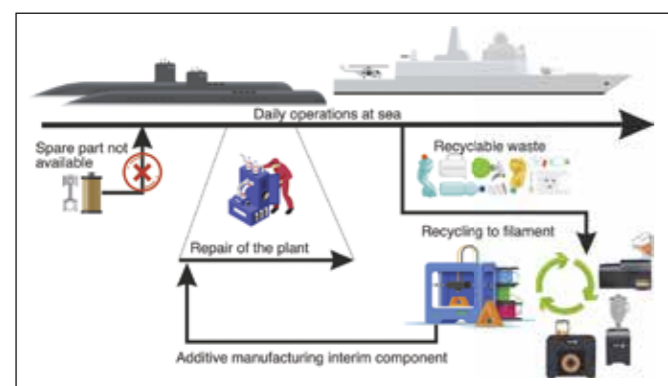 Daily operations at sea
Spare part not
available
Recyclable waste
Repair of the plant
Recycling to filament
Additive manufacturing interim component